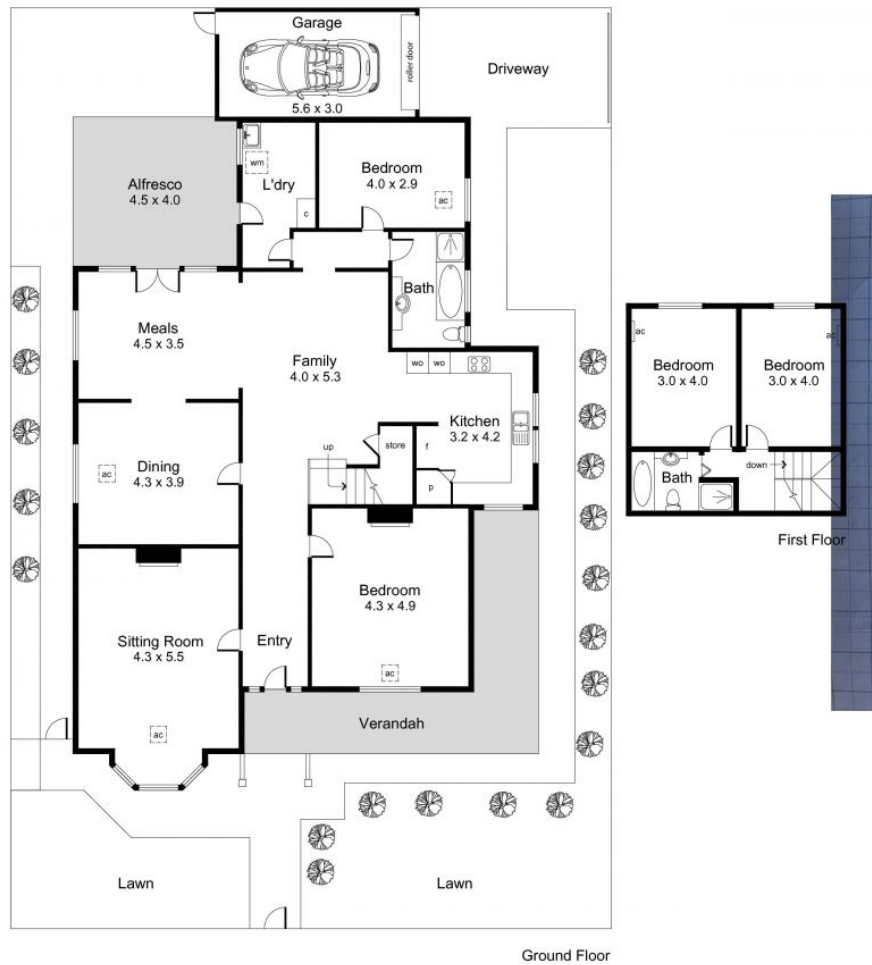 Garage
roller door
5.6 x 3.0
Driveway
wm
L'dry
c
Bedroom
4.0 x 2.9
ac
Alfresco
4.5 x 4.0
Bath
Meals
4.5 x 3.5
Family
4.0 x 5.3
wo
wo
Kitchen
3.2 x 4.2
store
f
up
p
Dining
4.3 x 3.9
ac
Bedroom
4.3 x 4.9
ac
Sitting Room
4.3 x 5.5
ac
Entry
Verandah
Lawn
Lawn
Ground Floor
ac
Bedroom
3.0 x 4.0
ac
Bedroom
3.0 x 4.0
Bath
down
First Floor